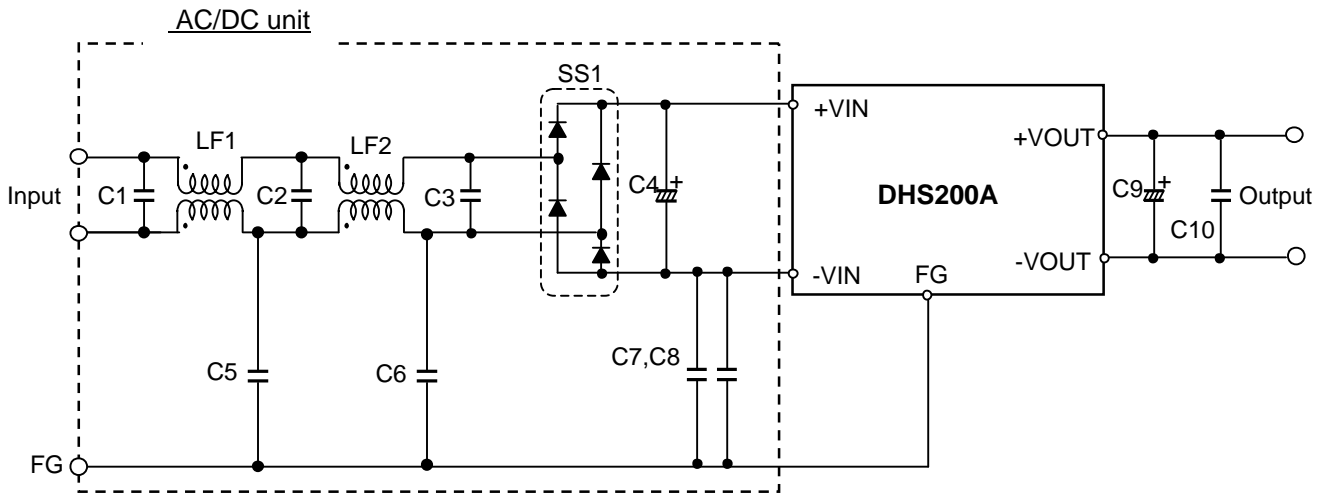 AC/DC unit
SS1
+VIN
LF1
LF2
+VOUT
Input
C1
C2
C3
C4
+
DHS200A
C9
+
Output
C10
-VIN
FG
-VOUT
C5
C6
C7,C8
FG